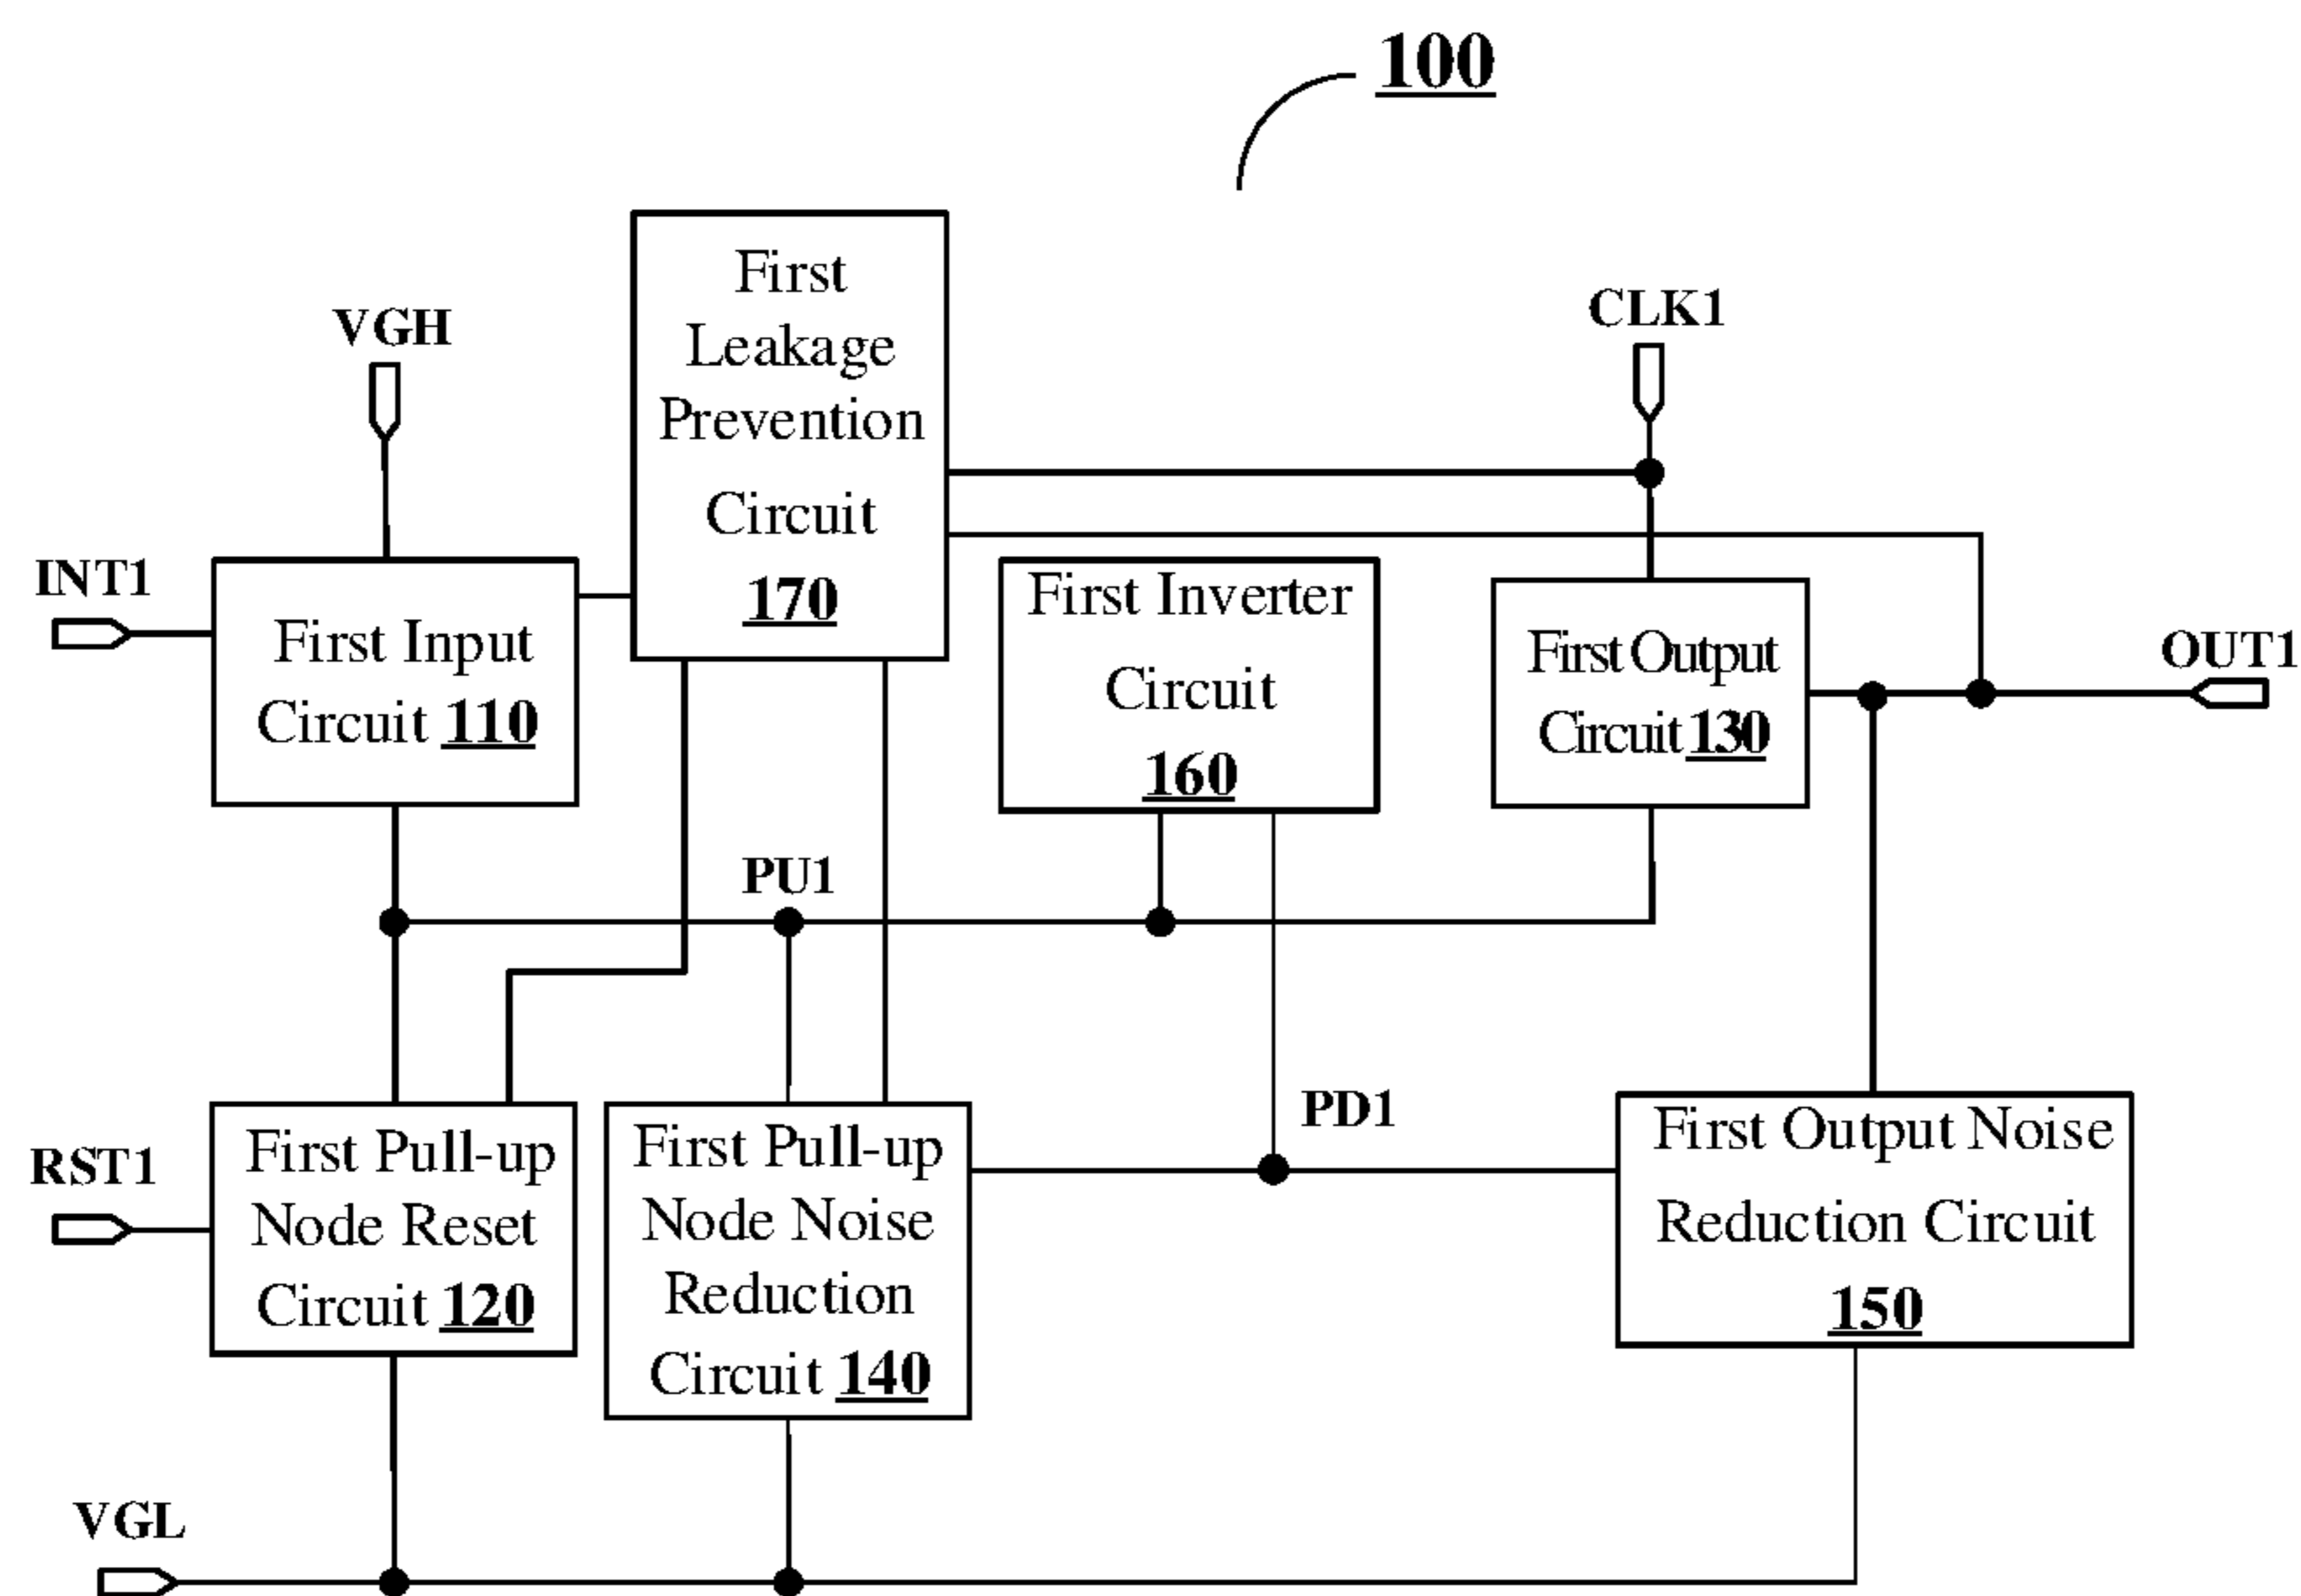 100
VGH
First
Leakage
Prevention
Circuit
170
CLK1
INT1
First Input
Circuit 110
First Inverter
Circuit
160
First Output
Circuit 130
OUT1
PU1
PD1
RST1
First Pull-up
Node Reset
Circuit 120
First Pull-up
Node Noise
Reduction
Circuit 140
First Output Noise
Reduction Circuit
150
VGL